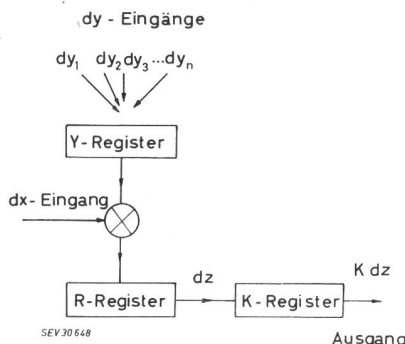 dy - Eingänge
dy₁ dy₂ dy₃ ... dyₙ
Y-Register
dx-Eingang
dz
K dz
R-Register
K-Register
SEV 30648
Ausgang